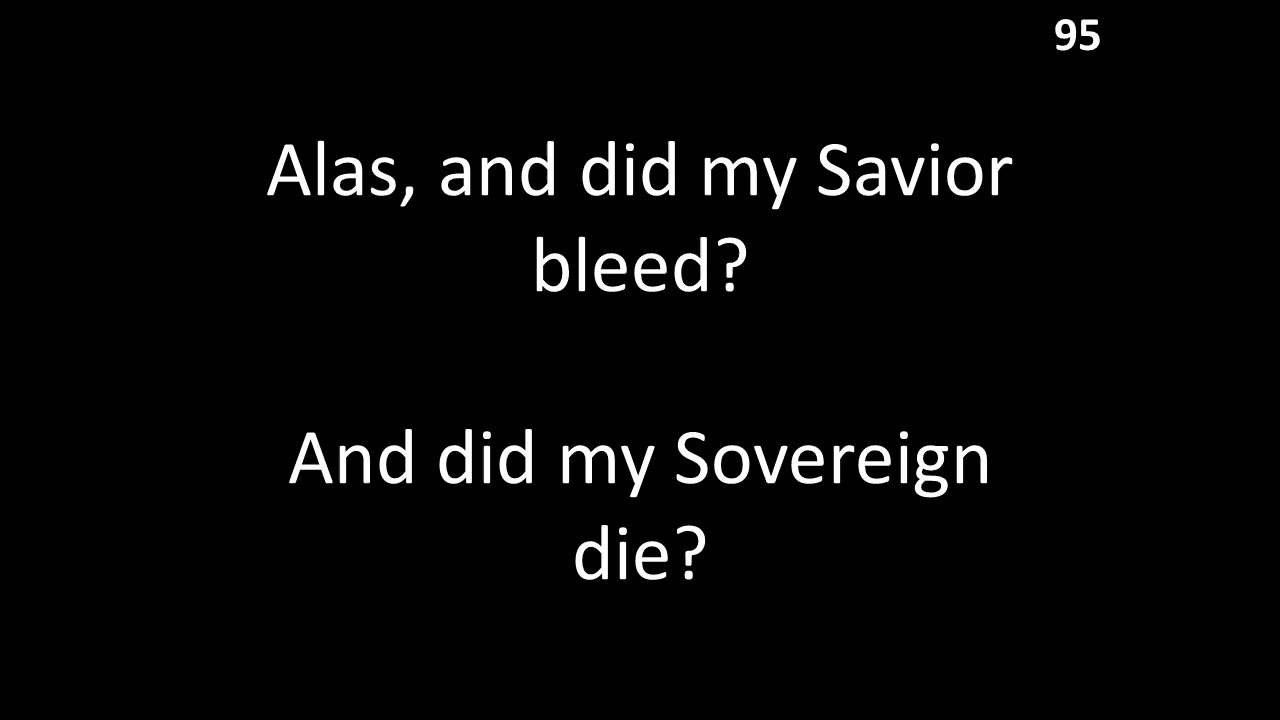 95
Alas, and did my Savior
bleed?
And did my Sovereign
die?